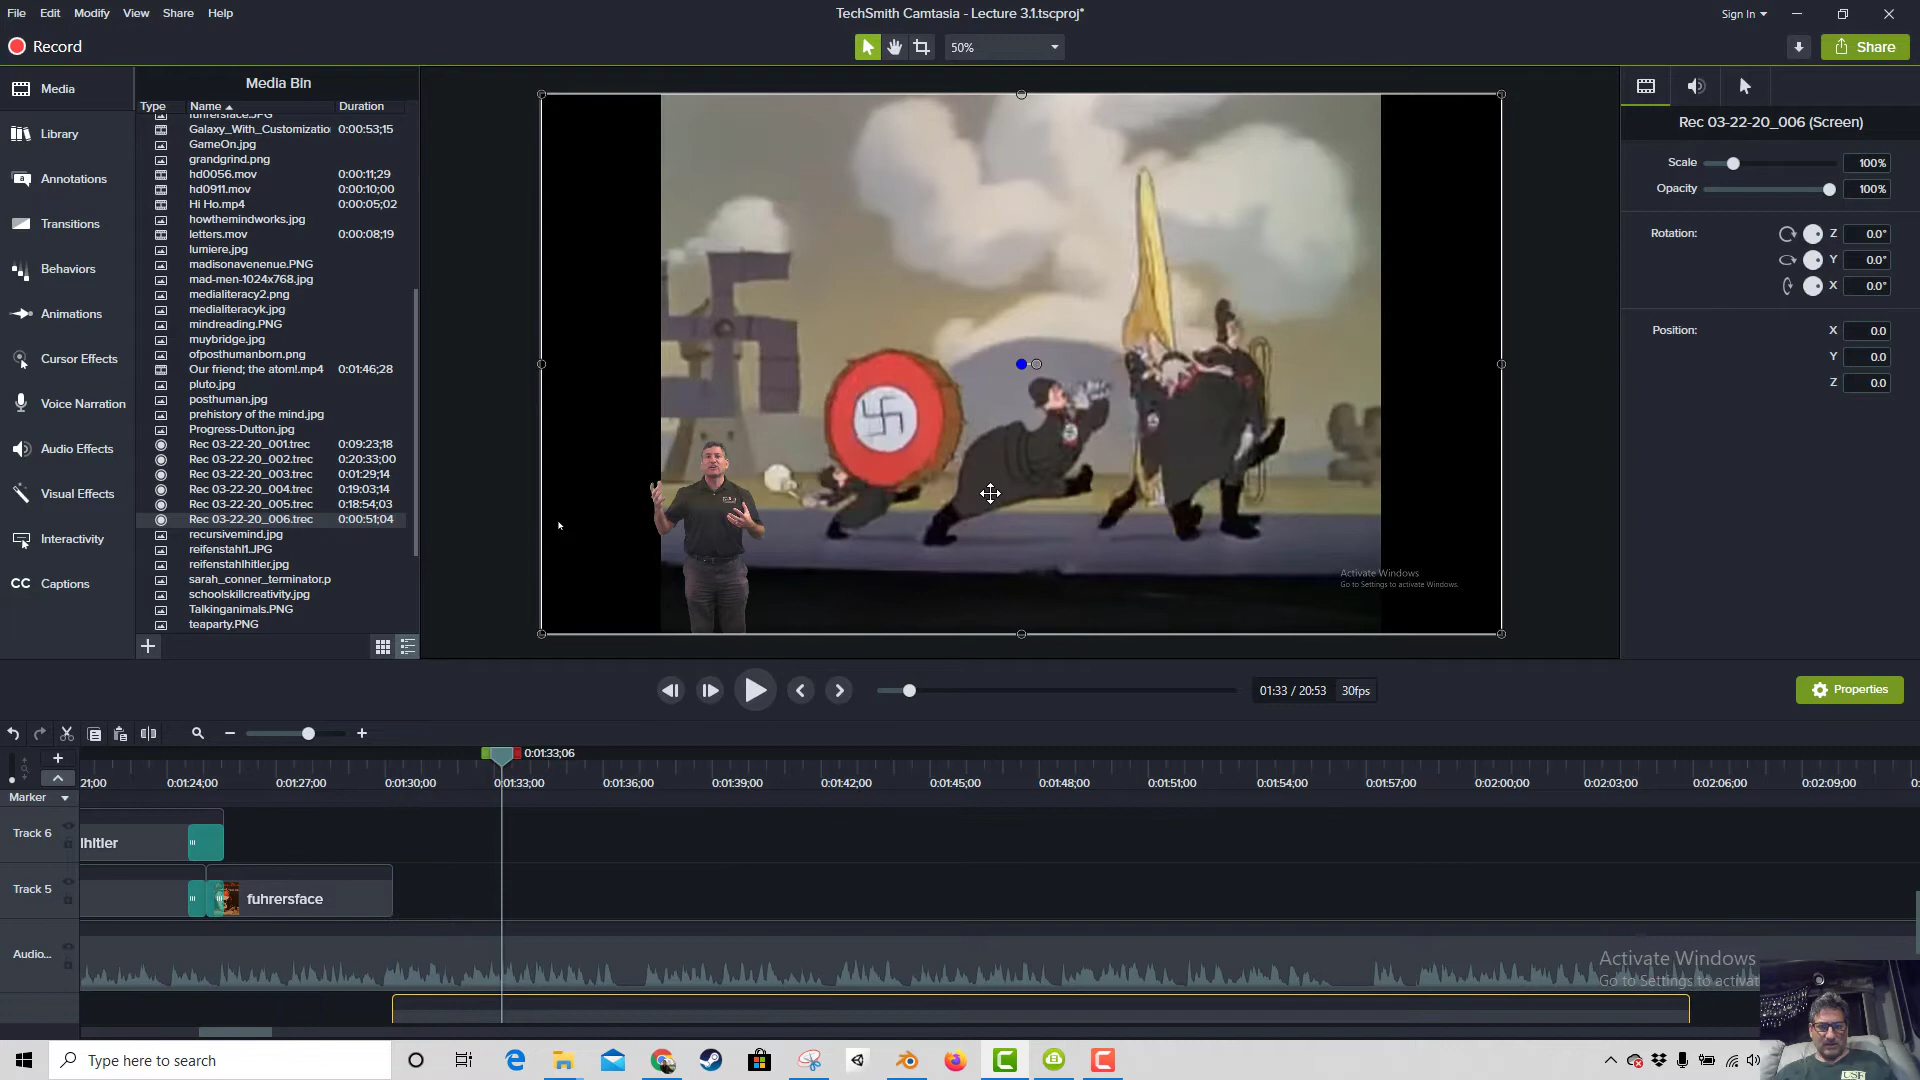 File Edit Modify View Share Help
TechSmith Camtasia - Lecture 3.1.tscproj*
Sign In
Record
50%
Share
Media
Library
Annotations
Transitions
Behaviors
Animations
Cursor Effects
Voice Narration
Audio Effects
Visual Effects
Interactivity
CC Captions
Media Bin
Type Name Duration
fuhrersface.JPG
Galaxy_With_Customizatio 0:00:53;15
GameOn.jpg
grandgrind.png
hd0056.mov 0:00:11;29
hd0911.mov 0:00:10;00
Hi Ho.mp4 0:00:05;02
howthemindworks.jpg
letters.mov 0:00:08;19
lumiere.jpg
madisonavenenue.PNG
mad-men-1024x768.jpg
medialiteracy2.png
medialiteracyk.jpg
mindreading.PNG
muybridge.jpg
ofposthumanborn.png
Our friend; the atom!.mp4 0:01:46;28
pluto.jpg
posthuman.jpg
prehistory of the mind.jpg
Progress-Dutton.jpg
Rec 03-22-20_001.trec 0:09:23;18
Rec 03-22-20_002.trec 0:20:33;00
Rec 03-22-20_003.trec 0:01:29;14
Rec 03-22-20_004.trec 0:19:03;14
Rec 03-22-20_005.trec 0:18:54;03
Rec 03-22-20_006.trec 0:00:51;04
recursivemind.jpg
reifenstahl1.JPG
reifenstahlhitler.jpg
sarah_conner_terminator.p
schoolskillcreativity.jpg
Talkinganimals.PNG
teaparty.PNG
Activate Windows
Go to Settings to activate Windows.
Rec 03-22-20_006 (Screen)
Scale 100%
Opacity 100%
Rotation: Z 0.0°
Y 0.0°
X 0.0°
Position: X 0.0
Y 0.0
Z 0.0
01:33 / 20:53 30fps
Properties
0:01:33;06
21;00 0:01:24;00 0:01:27;00 0:01:30;00 0:01:33;00 0:01:36;00 0:01:39;00 0:01:42;00 0:01:45;00 0:01:48;00 0:01:51;00 0:01:54;00 0:01:57;00 0:02:00;00 0:02:03;00 0:02:06;00 0:02:09;00 0:
Marker
Track 6
lhitler
Track 5
fuhrersface
Audio...
Activate Windows
Go to Settings to activat
USF
Type here to search